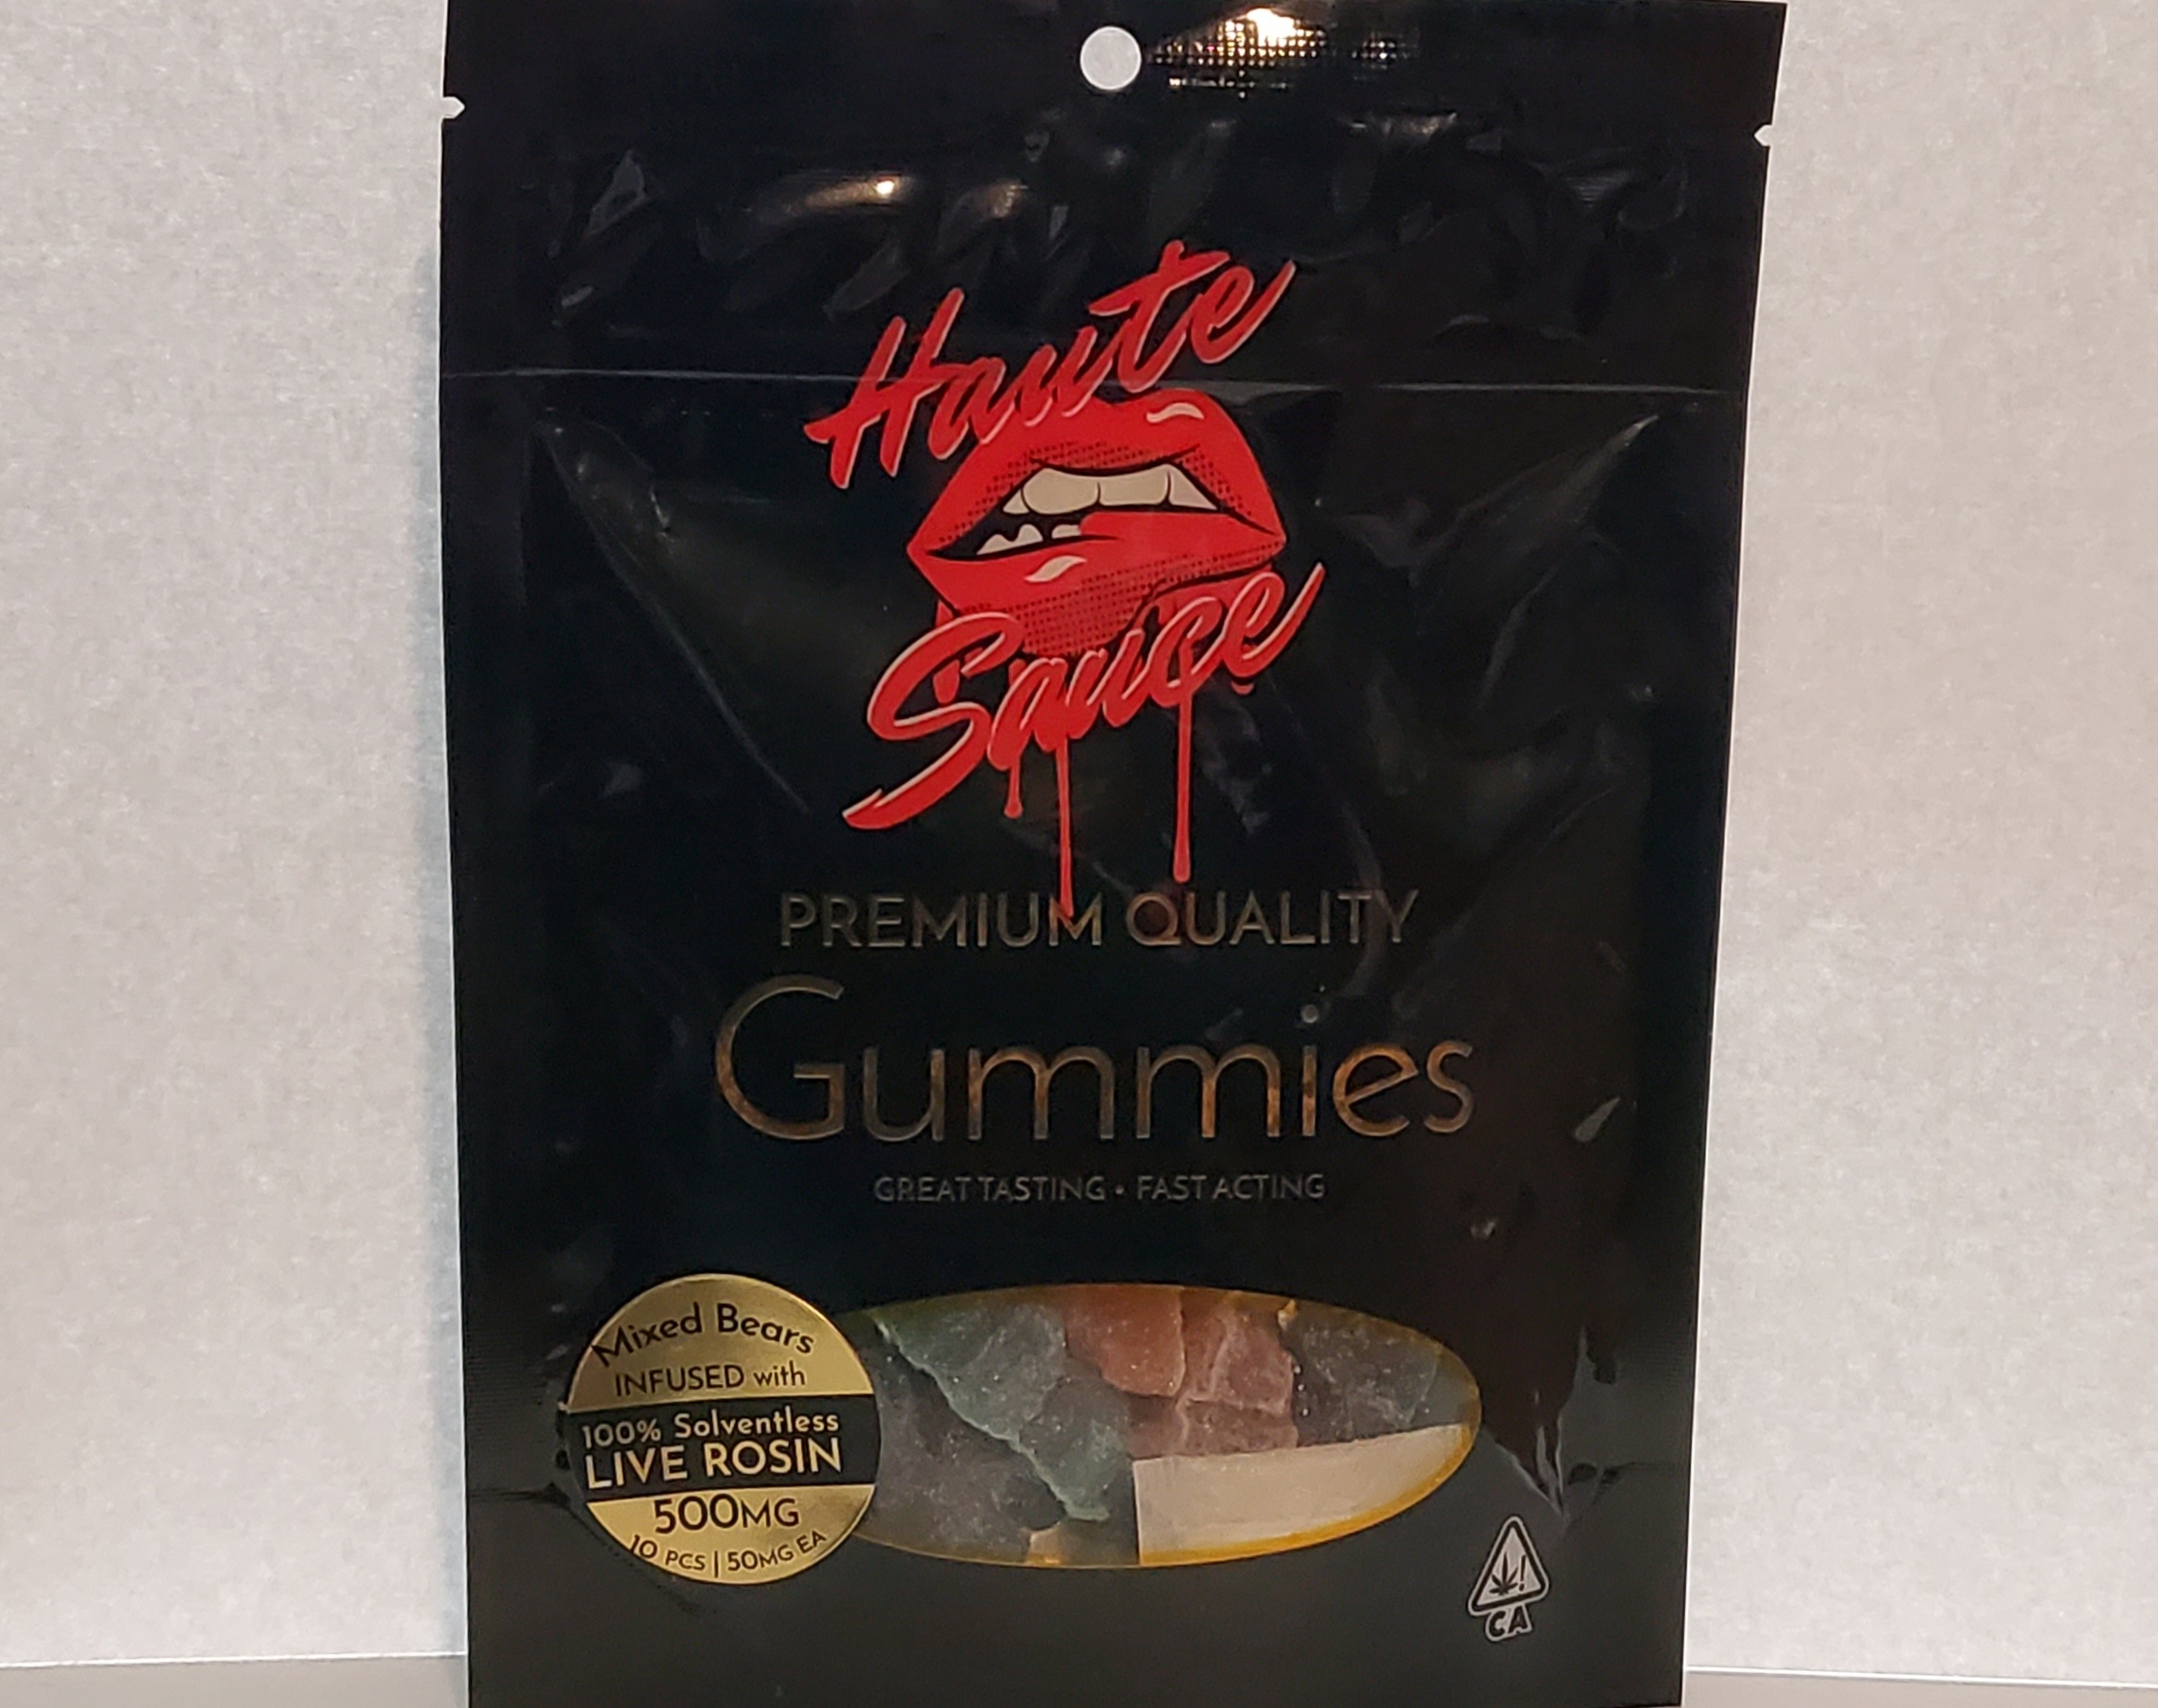 Haute
Sauce
PREMIUM QUALITY
Gummies
GREAT TASTING • FAST ACTING
Mixed Bears
INFUSED with
100% Solventless
LIVE ROSIN
500MG
10 PCS | 50MG EA
!
CA